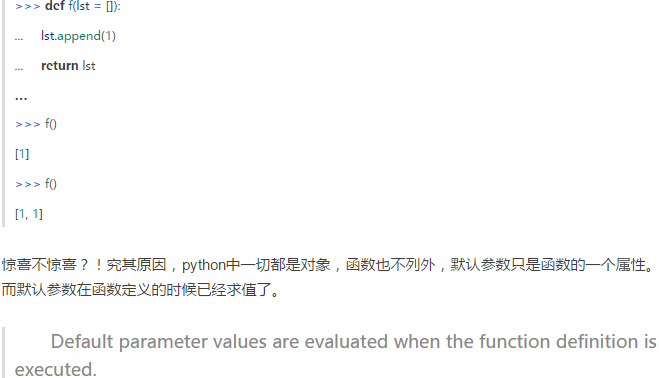 >>> def f(lst = []):
...     lst.append(1)
...     return lst
...
>>> f()
[1]
>>> f()
[1, 1]
惊喜不惊喜？！究其原因，python中一切都是对象，函数也不列外，默认参数只是函数的一个属性。
而默认参数在函数定义的时候已经求值了。
Default parameter values are evaluated when the function definition is
executed.